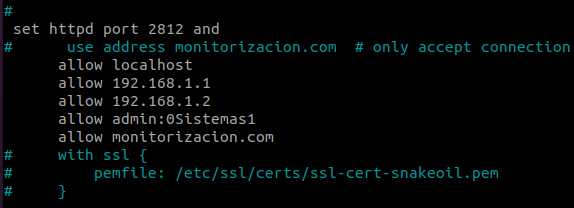 #
set httpd port 2812 and
#      use address monitorizacion.com  # only accept connection
      allow localhost
      allow 192.168.1.1
      allow 192.168.1.2
      allow admin:0Sistemas1
      allow monitorizacion.com
#     with ssl {
#         pemfile: /etc/ssl/certs/ssl-cert-snakeoil.pem
#     }